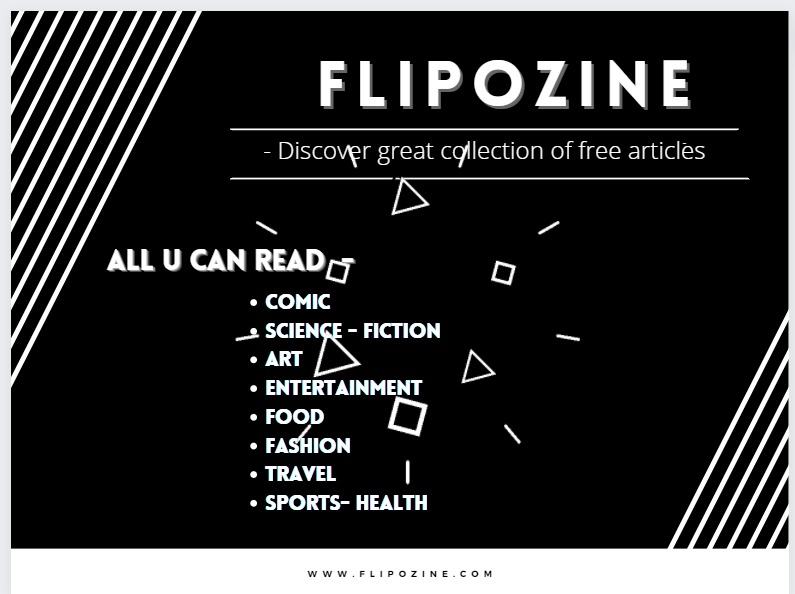 FLIPOZINE
- Discover great collection of free articles
ALL U CAN READ -
• COMIC
• SCIENCE - FICTION
• ART
• ENTERTAINMENT
• FOOD
• FASHION
• TRAVEL
• SPORTS- HEALTH
WWW.FLIPOZINE.COM